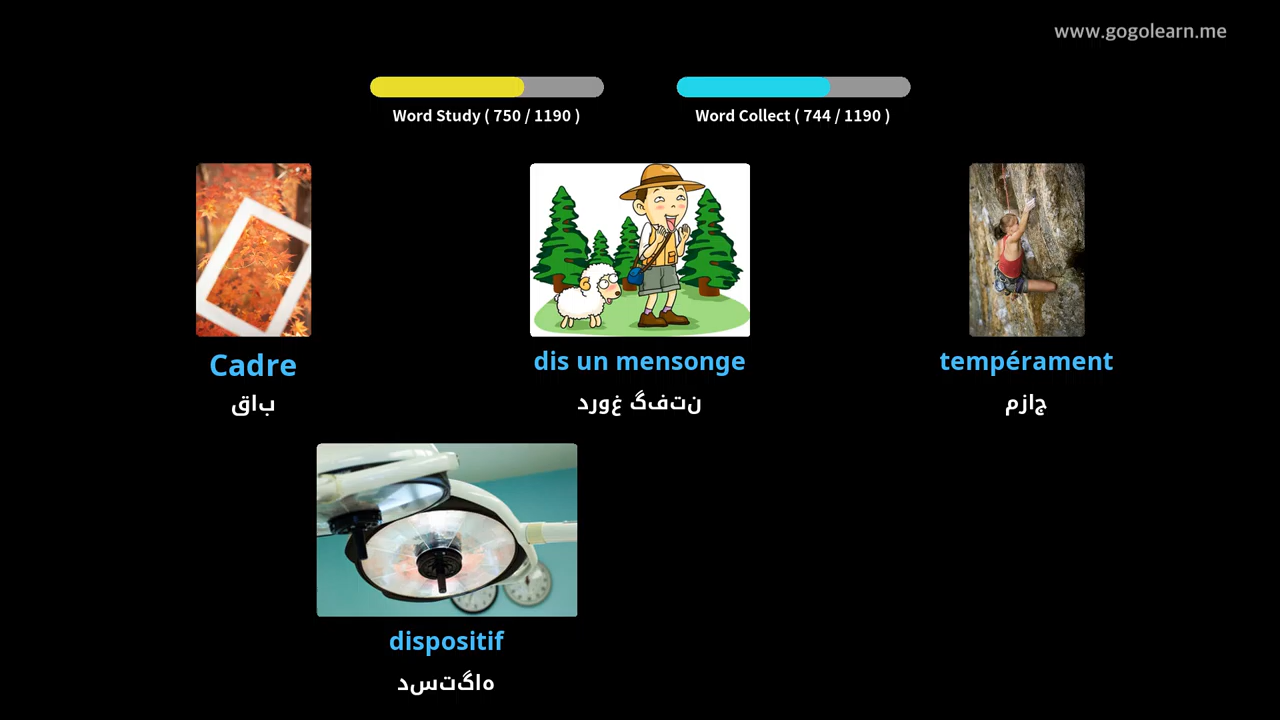 www.gogolearn.me
Word Study ( 750 / 1190 )
Word Collect ( 744 / 1190 )
Cadre
باق
dis un mensonge
نتفگ غورد
tempérament
جازم
dispositif
هاگتسد